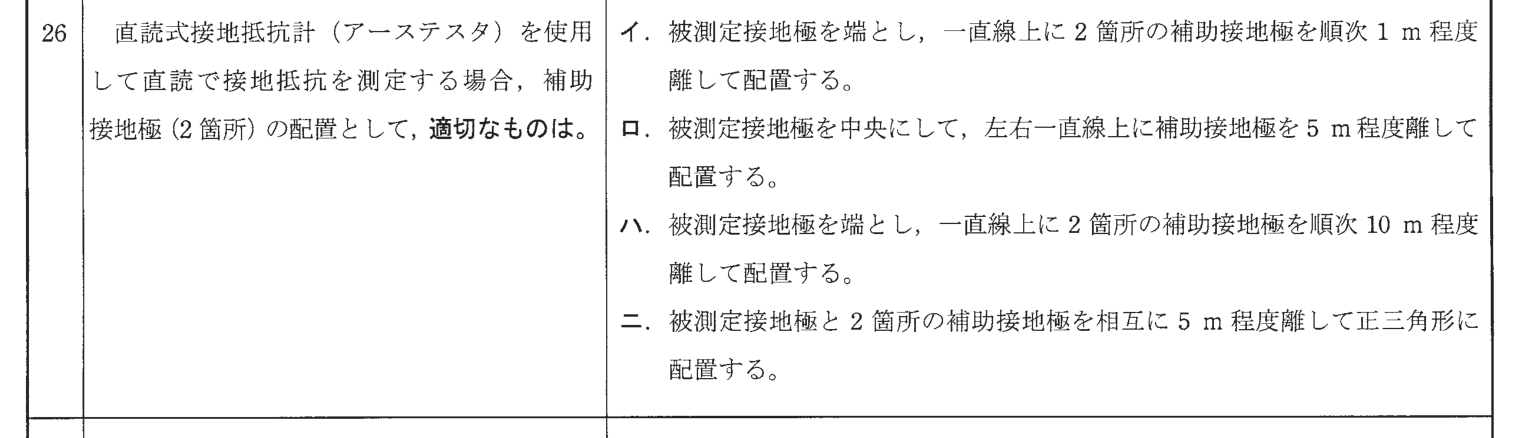 26
直読式接地抵抗計（アーステスタ）を使用
して直読で接地抵抗を測定する場合，補助
接地極（2箇所）の配置として，適切なものは。
イ．被測定接地極を端とし，一直線上に2箇所の補助接地極を順次1 m程度
離して配置する。
ロ．被測定接地極を中央にして，左右一直線上に補助接地極を5 m程度離して
配置する。
ハ．被測定接地極を端とし，一直線上に2箇所の補助接地極を順次10 m程度
離して配置する。
ニ．被測定接地極と2箇所の補助接地極を相互に5 m程度離して正三角形に
配置する。